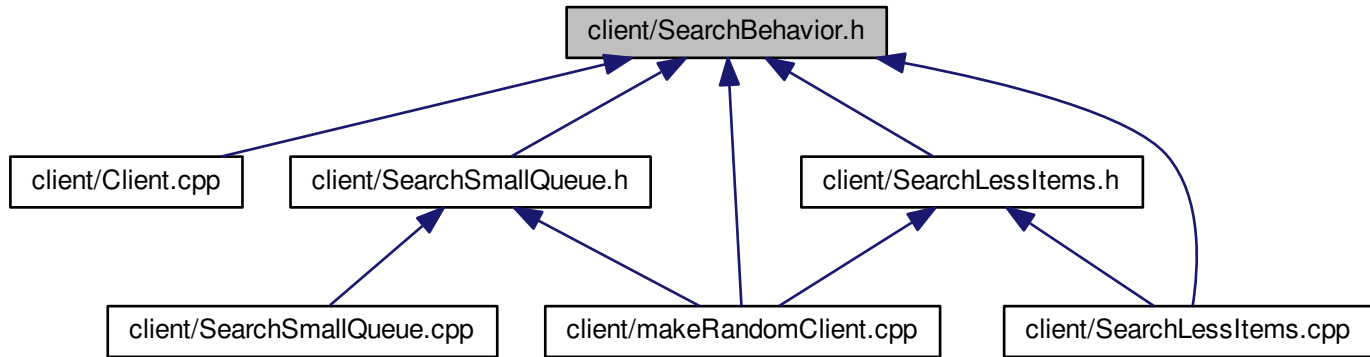 client/SearchBehavior.h
client/Client.cpp
client/SearchSmallQueue.h
client/SearchLessItems.h
client/SearchSmallQueue.cpp
client/makeRandomClient.cpp
client/SearchLessItems.cpp